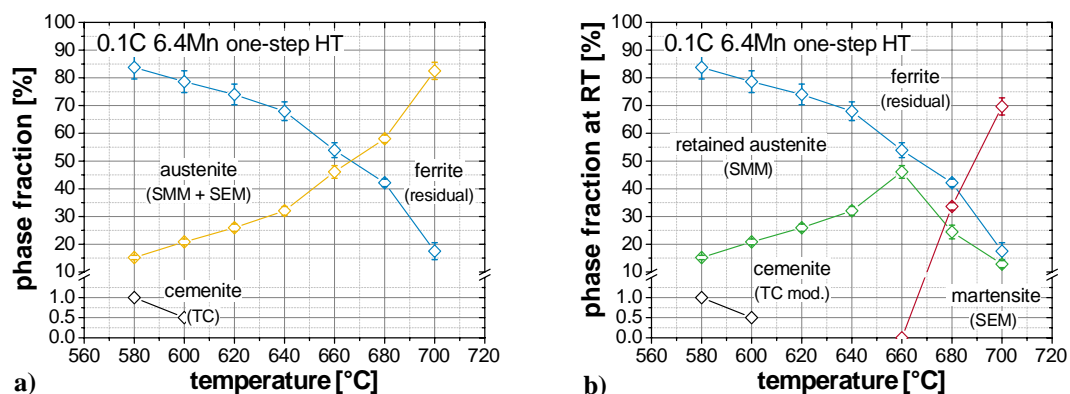 0.1C 6.4Mn one-step HT
phase fraction [%]
100
90
80
70
60
50
40
30
20
10
1.0
0.5
0.0
austenite
(SMM + SEM)
ferrite
(residual)
cemenite
(TC)
560 580 600 620 640 660 680 700 720
temperature [°C]
a)
0.1C 6.4Mn one-step HT
phase fraction at RT [%]
100
90
80
70
60
50
40
30
20
10
1.0
0.5
0.0
ferrite
(residual)
retained austenite
(SMM)
cemenite
(TC mod.)
martensite
(SEM)
560 580 600 620 640 660 680 700 720
temperature [°C]
b)